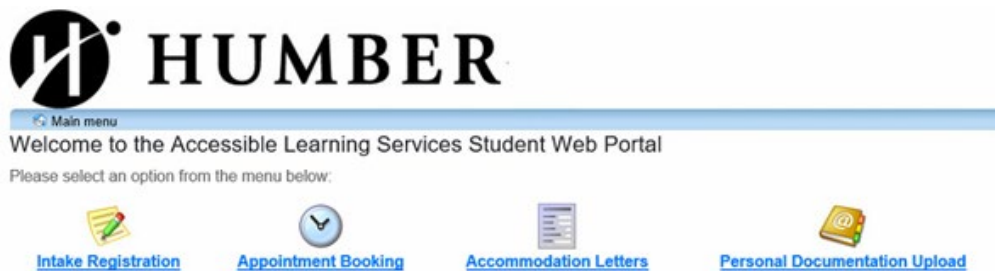 HUMBER
Main menu
Welcome to the Accessible Learning Services Student Web Portal
Please select an option from the menu below:
Intake Registration Appointment Booking Accommodation Letters Personal Documentation Upload